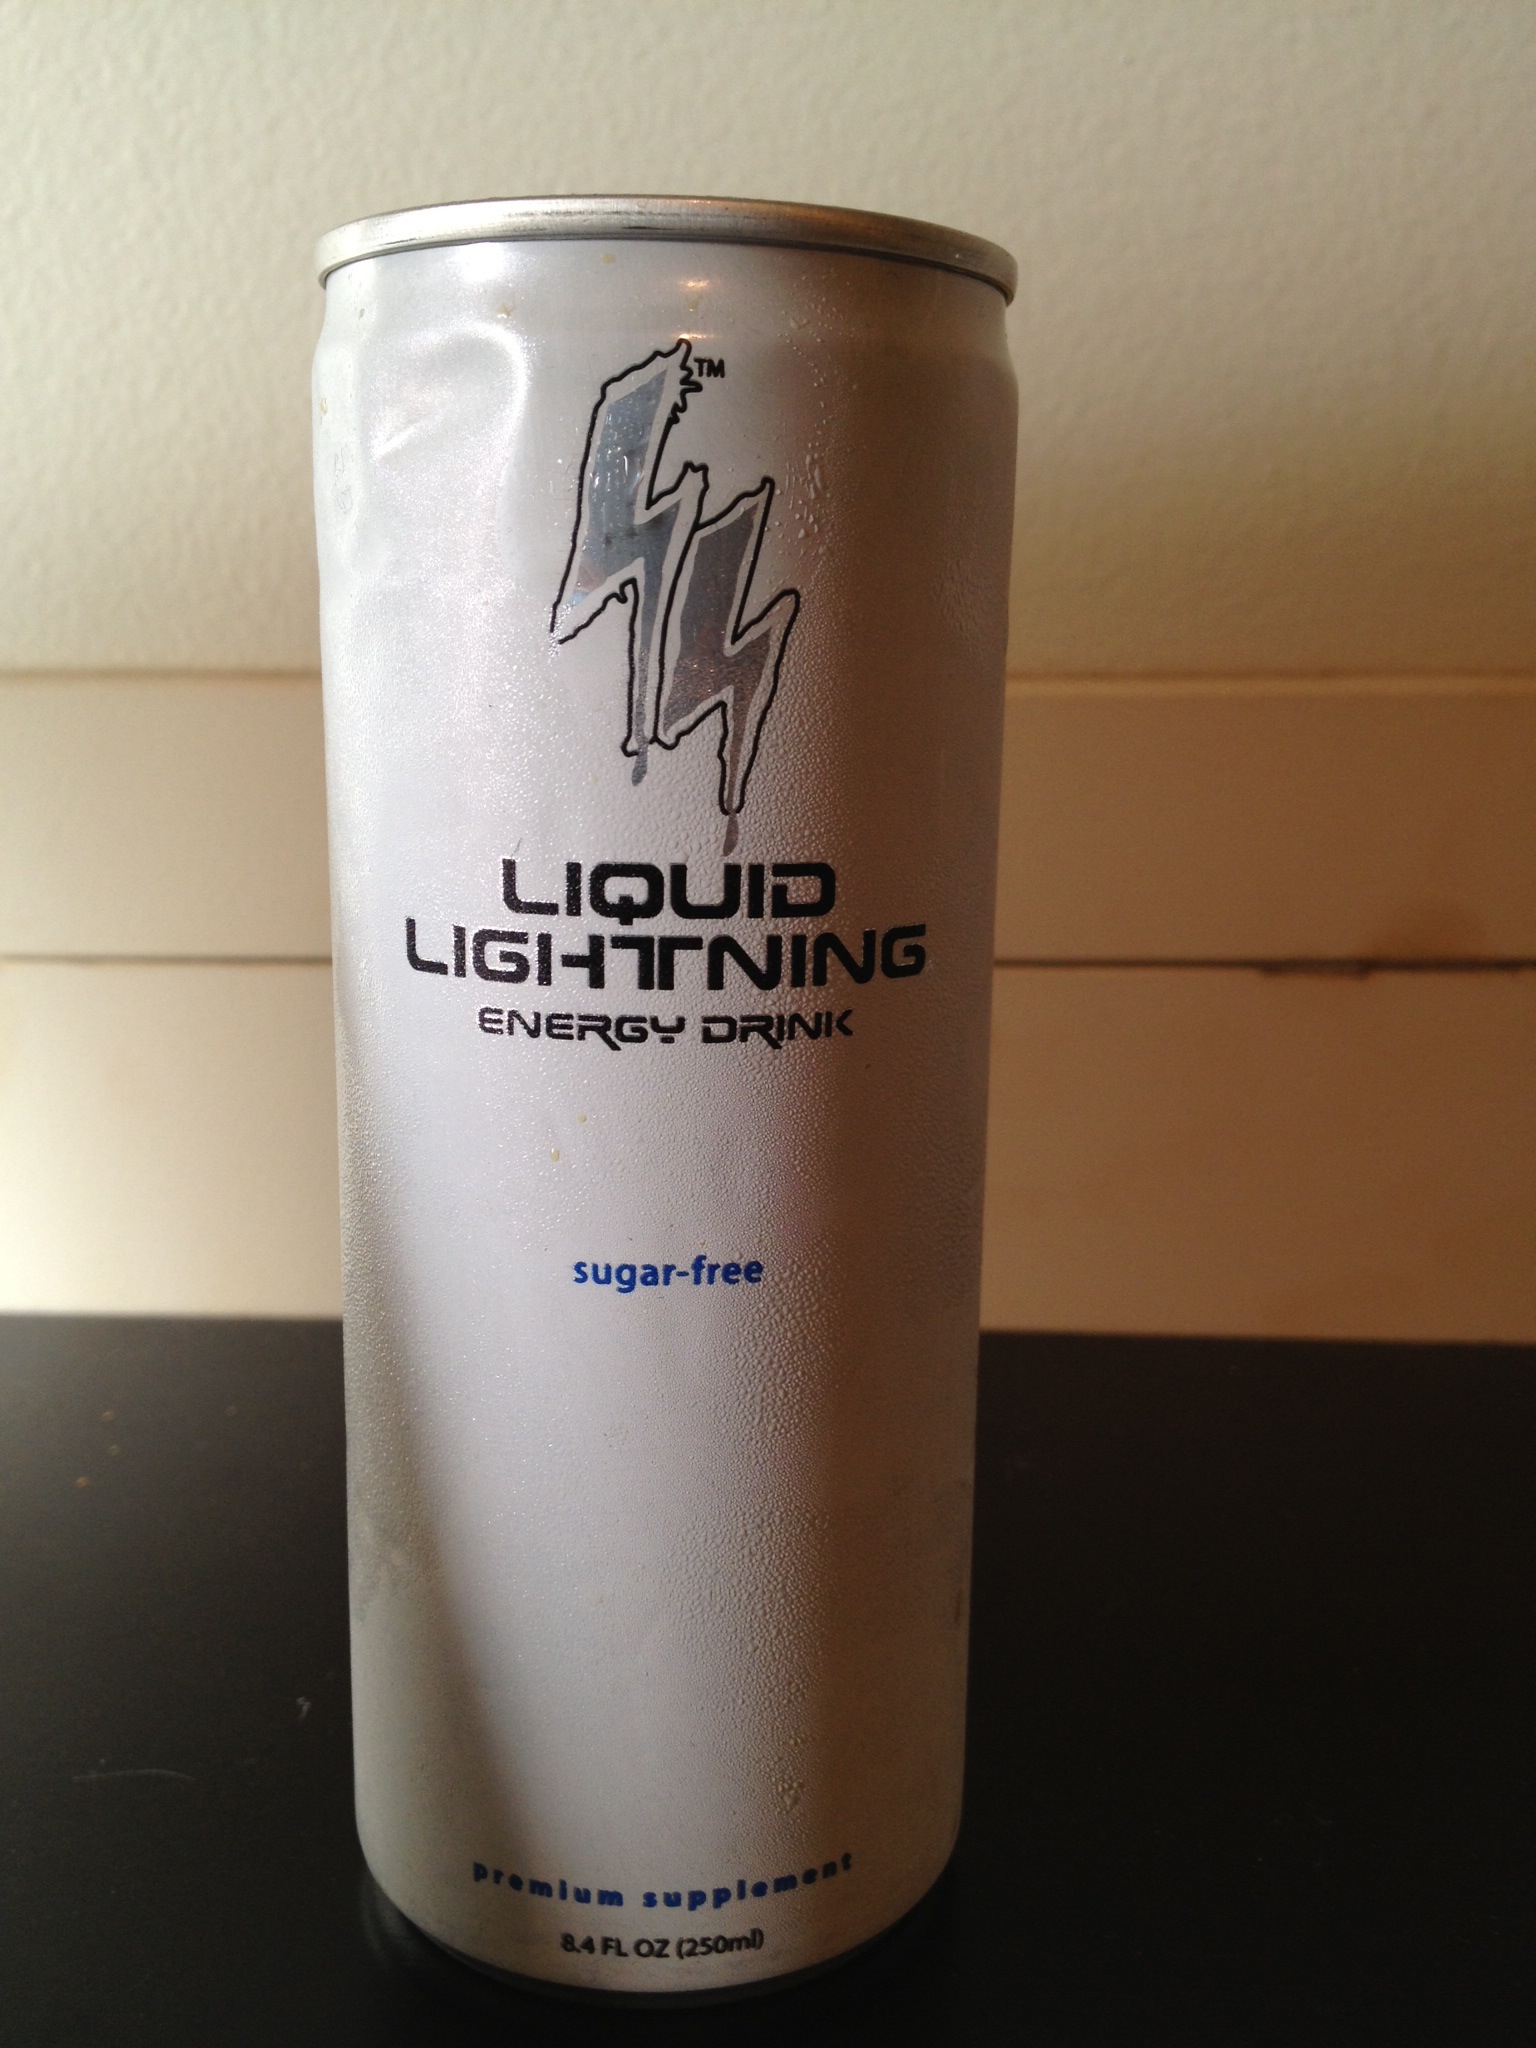 TM
LIQUID
LIGHTNING
ENERGY DRINK
sugar-free
premium supplement
8.4 FL OZ (250ml)